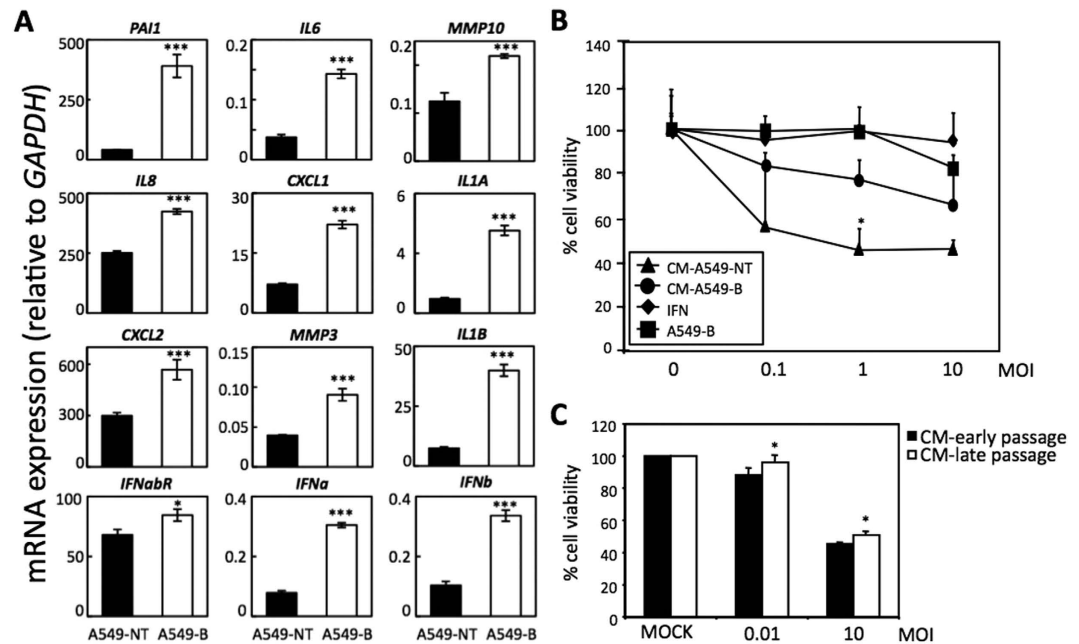 A
mRNA expression (relative to GAPDH)
PAI1
500
250
0
***
IL6
0.2
0.1
0
***
MMP10
0.2
0.1
0
***
IL8
500
250
0
***
CXCL1
30
15
0
***
IL1A
6
4
0
***
CXCL2
600
300
0
***
MMP3
0.15
0.10
0.05
0
***
IL1B
50
25
0
***
IFNabR
100
50
0
*
IFNa
0.4
0.2
0
***
IFNb
0.4
0.2
0
***
A549-NT A549-B
A549-NT A549-B
A549-NT A549-B
B
% cell viability
140
120
100
80
60
40
20
0
*
CM-A549-NT
CM-A549-B
IFN
A549-B
0 0.1 1 10 MOI
C
% cell viability
120
100
80
60
40
20
0
*
*
CM-early passage
CM-late passage
MOCK 0.01 10 MOI